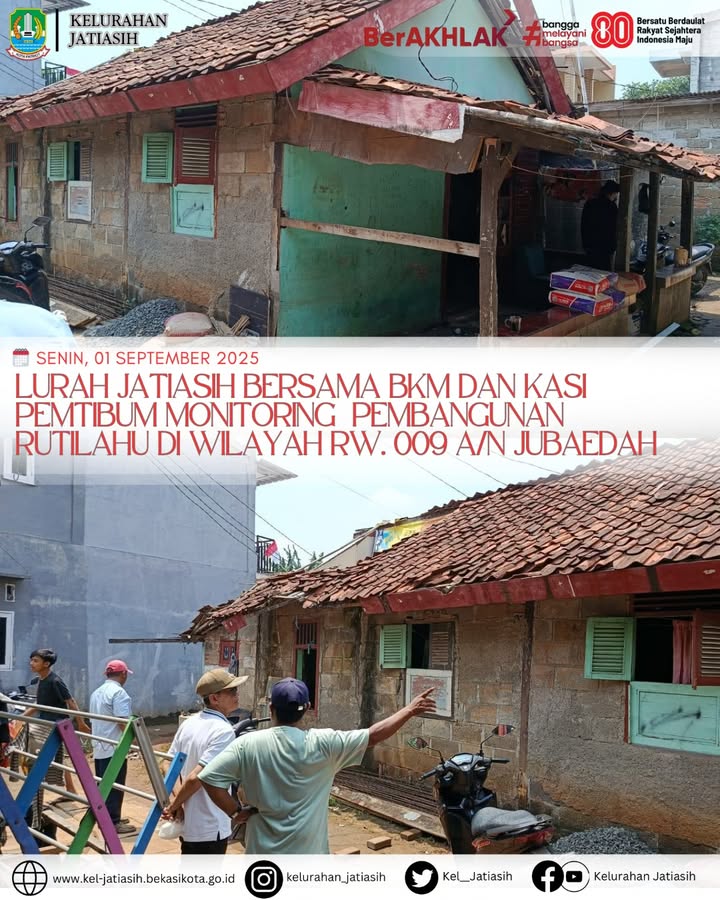 KELURAHAN
JATIASIH
BerAKHLAK
#bangga
melayani
bangsa
80
Bersatu Berdaulat
Rakyat Sejahtera
Indonesia Maju
SENIN, 01 SEPTEMBER 2025
LURAH JATIASIH BERSAMA BKM DAN KASI
PEMTIBUM MONITORING PEMBANGUNAN
RUTILAHU DI WILAYAH RW. 009 A/N JUBAEDAH
www.kel-jatiasih.bekasikota.go.id
kelurahan_jatiasih
Kel__Jatiasih
Kelurahan Jatiasih